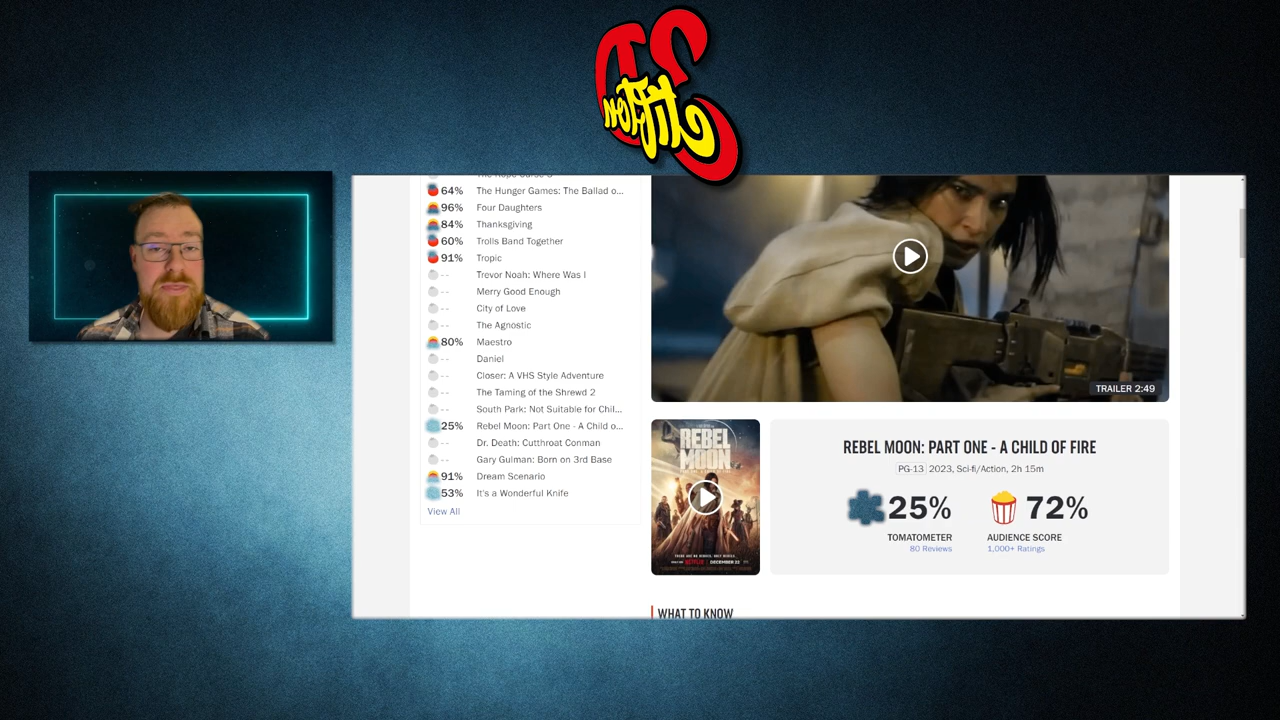 64% The Hunger Games: The Ballad o...
96% Four Daughters
84% Thanksgiving
60% Trolls Band Together
91% Tropic
- - Trevor Noah: Where Was I
- - Merry Good Enough
- - City of Love
- - The Agnostic
80% Maestro
- - Daniel
- - Closer: A VHS Style Adventure
- - The Taming of the Shrewd 2
- - South Park: Not Suitable for Chil...
25% Rebel Moon: Part One - A Child o...
- - Dr. Death: Cutthroat Conman
- - Gary Gulman: Born on 3rd Base
91% Dream Scenario
53% It's a Wonderful Knife
View All
TRAILER 2:49
REBEL
MOON
NETFLIX DECEMBER 22
REBEL MOON: PART ONE - A CHILD OF FIRE
PG-13 2023, Sci-fi/Action, 2h 15m
25% 72%
TOMATOMETER AUDIENCE SCORE
80 Reviews 1,000+ Ratings
WHAT TO KNOW